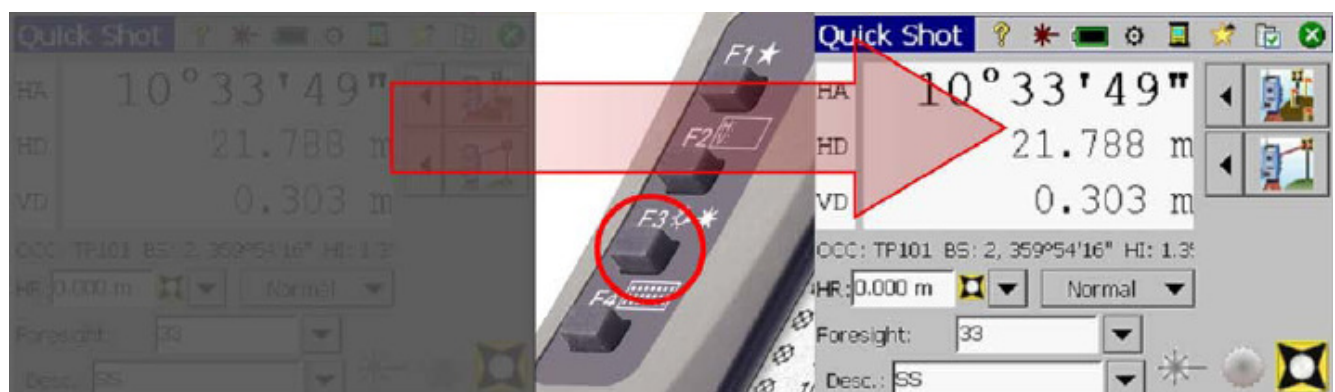 Quick Shot ?
HA 10°33'49"
HD 21.788 m
VD 0.303 m
OCC: TP101 BS: 2, 359°54'16" HI: 1.3
HR: 0.000 m Normal
Foresight: 33
Desc.: SS
F1
F2 H: V:
F3
F4
Quick Shot ?
HA 10°33'49"
HD 21.788 m
VD 0.303 m
OCC: TP101 BS: 2, 359°54'16" HI: 1.3
HR: 0.000 m Normal
Foresight: 33
Desc.: SS